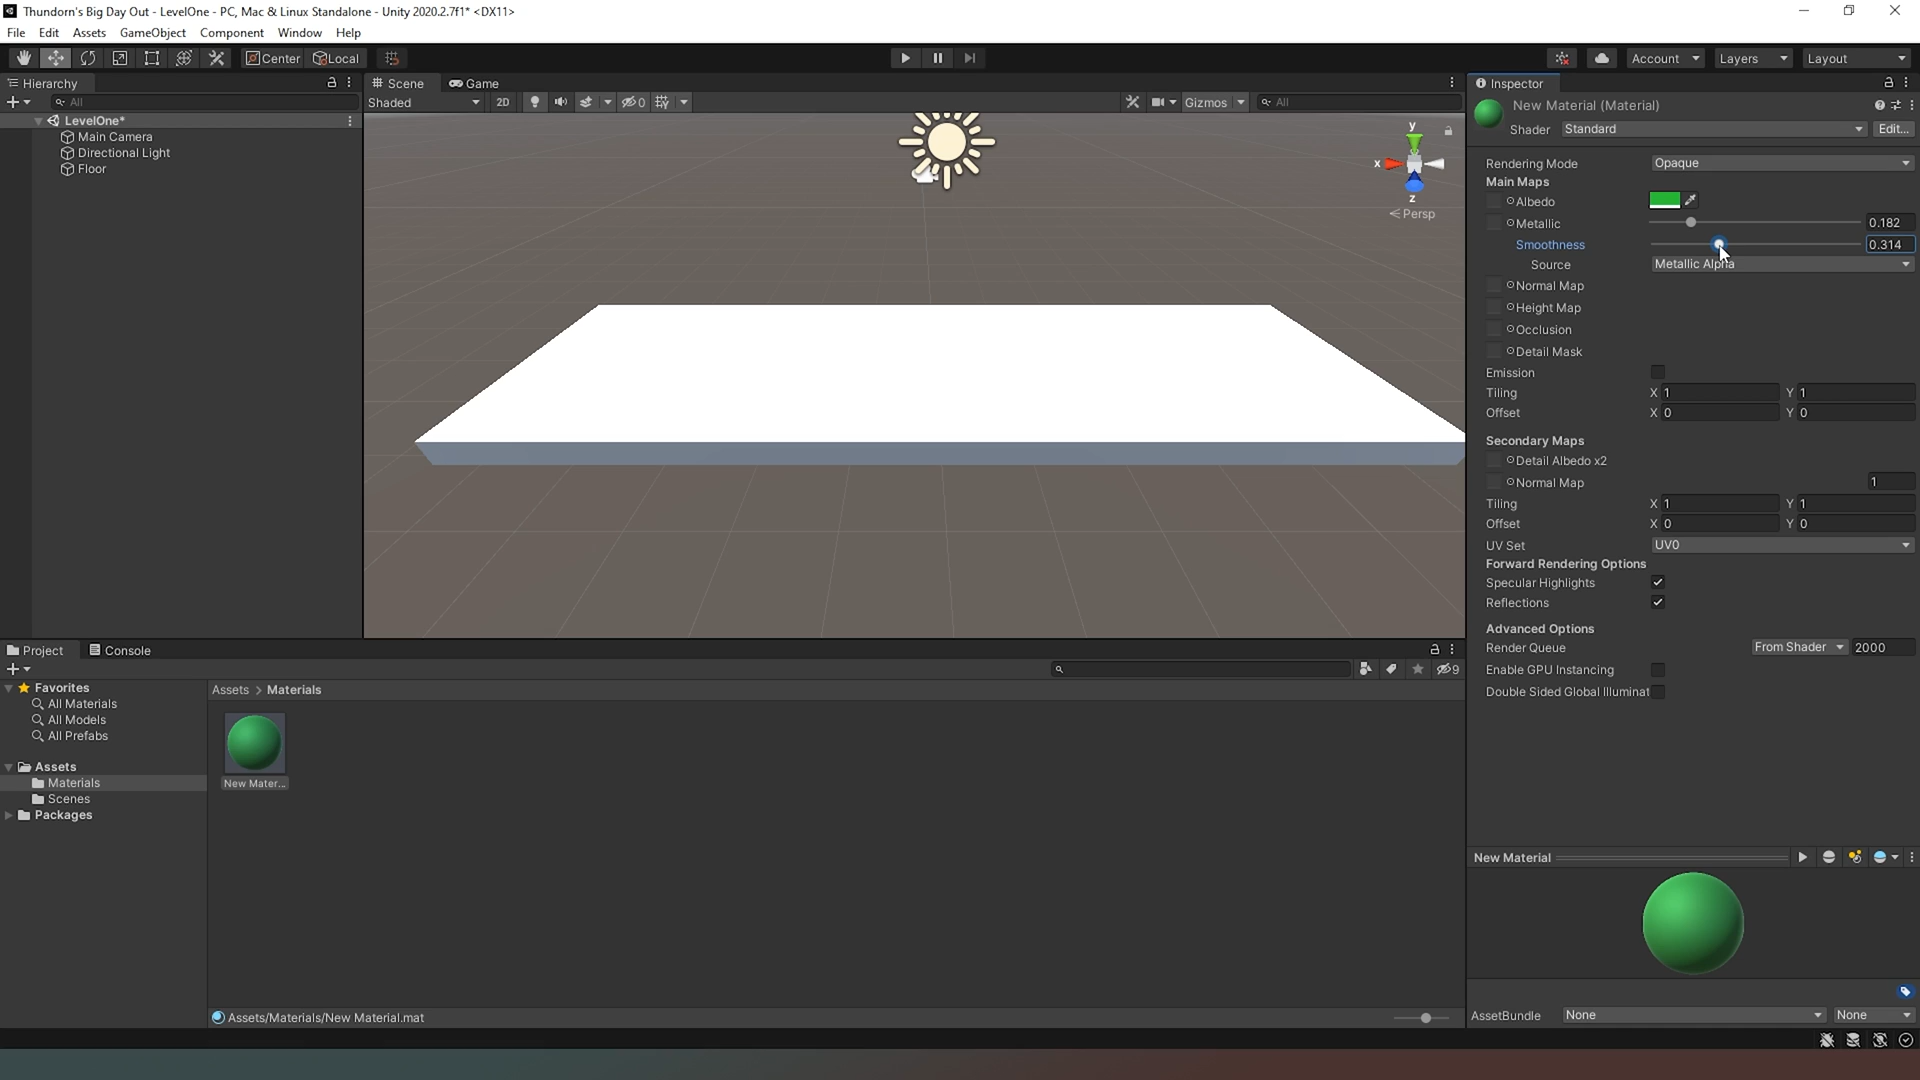 Thundorn's Big Day Out - LevelOne - PC, Mac & Linux Standalone - Unity 2020.2.7f1* <DX11>
File Edit Assets GameObject Component Window Help
Center Local Account Layers Layout
Hierarchy
All
LevelOne*
Main Camera
Directional Light
Floor
Scene Game
Shaded 2D 0 Gizmos All
y
x
z
Persp
Inspector
New Material (Material)
Shader Standard Edit...
Rendering Mode Opaque
Main Maps
Albedo
Metallic 0.182
Smoothness 0.314
Source Metallic Alpha
Normal Map
Height Map
Occlusion
Detail Mask
Emission
Tiling X 1 Y 1
Offset X 0 Y 0
Secondary Maps
Detail Albedo x2
Normal Map 1
Tiling X 1 Y 1
Offset X 0 Y 0
UV Set UV0
Forward Rendering Options
Specular Highlights
Reflections
Advanced Options
Render Queue From Shader 2000
Enable GPU Instancing
Double Sided Global Illuminat
New Material
AssetBundle None None
Project Console
9
Favorites
All Materials
All Models
All Prefabs
Assets
Materials
Scenes
Packages
Assets > Materials
New Mater...
Assets/Materials/New Material.mat